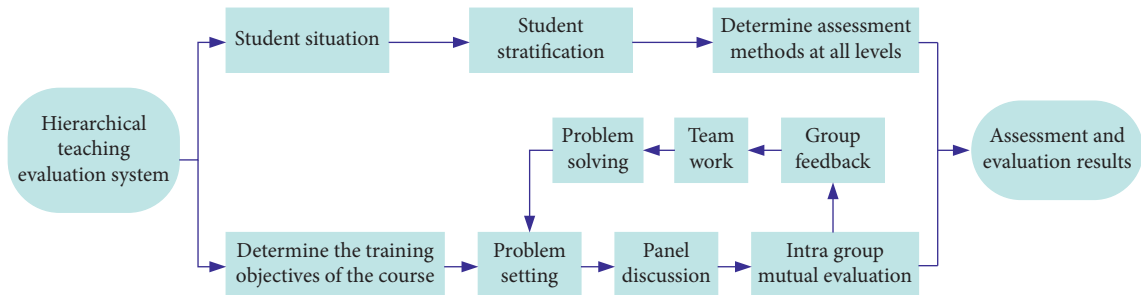 Hierarchical
teaching
evaluation system
Student situation
Student
stratification
Determine assessment
methods at all levels
Problem
solving
Team
work
Group
feedback
Determine the training
objectives of the course
Problem
setting
Panel
discussion
Intra group
mutual evaluation
Assessment and
evaluation results